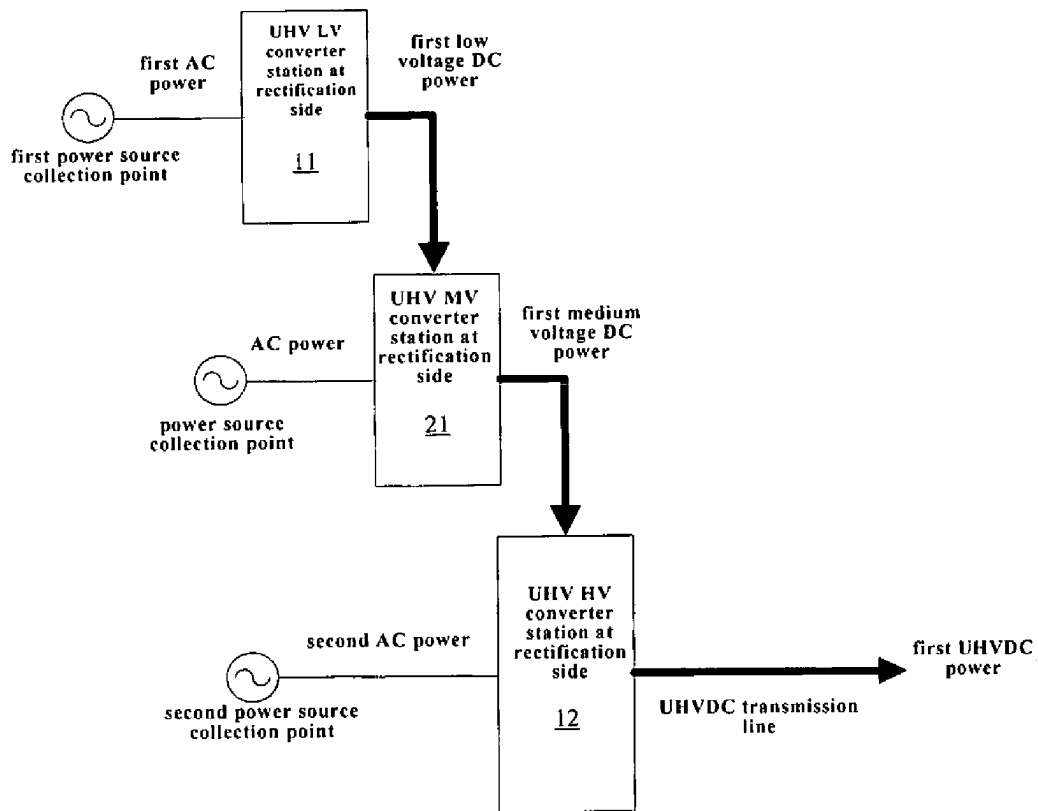 first AC
power
UHV LV
converter
station at
rectification
side
11
first low
voltage DC
power
first power source
collection point
UHV MV
converter
station at
rectification
side
21
first medium
voltage DC
power
AC power
power source
collection point
UHV HV
converter
station at
rectification
side
12
second AC power
second power source
collection point
first UHVDC
power
UHVDC transmission
line